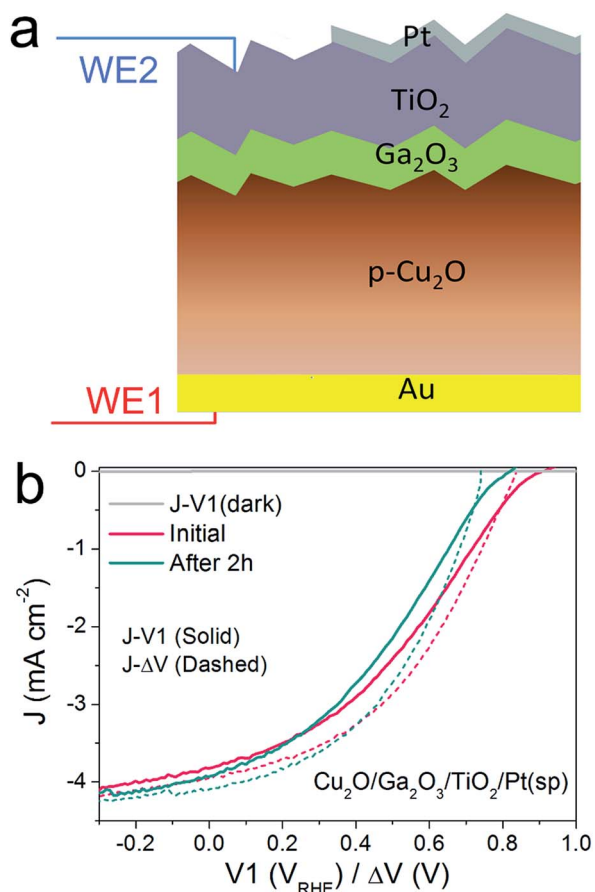 a
Pt
WE2
TiO₂
Ga₂O₃
p-Cu₂O
WE1
Au
b
0
-1
-2
-3
-4
J (mA cm⁻²)
J-V1(dark)
Initial
After 2h
J-V1 (Solid)
J-ΔV (Dashed)
Cu₂O/Ga₂O₃/TiO₂/Pt(sp)
-0.2 0.0 0.2 0.4 0.6 0.8 1.0
V1 (V_RHE) / ΔV (V)